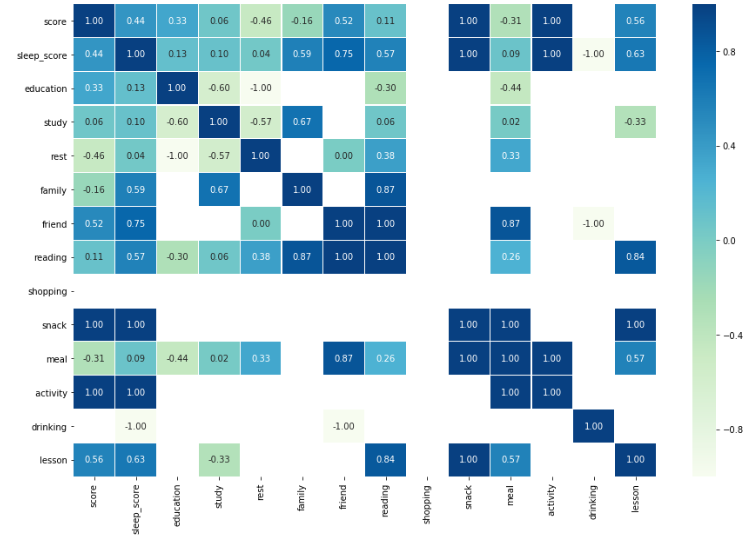 score 1.00 0.44 0.33 0.06 -0.46 -0.16 0.52 0.11 1.00 -0.31 1.00 0.56
sleep_score 0.44 1.00 0.13 0.10 0.04 0.59 0.75 0.57 1.00 0.09 1.00 -1.00 0.63
0.8
education 0.33 0.13 1.00 -0.60 -1.00 -0.30 -0.44
study 0.06 0.10 -0.60 1.00 -0.57 0.67 0.06 0.02 -0.33
0.4
rest -0.46 0.04 -1.00 -0.57 1.00 0.00 0.38 0.33
family -0.16 0.59 0.67 1.00 0.87
friend 0.52 0.75 0.00 1.00 1.00 0.87 -1.00
0.0
reading 0.11 0.57 -0.30 0.06 0.38 0.87 1.00 1.00 0.26 0.84
shopping
snack 1.00 1.00 1.00 1.00 1.00
-0.4
meal -0.31 0.09 -0.44 0.02 0.33 0.87 0.26 1.00 1.00 1.00 0.57
activity 1.00 1.00 1.00 1.00
drinking -1.00 -1.00 1.00
-0.8
lesson 0.56 0.63 -0.33 0.84 1.00 0.57 1.00
score sleep_score education study rest family friend reading shopping snack meal activity drinking lesson